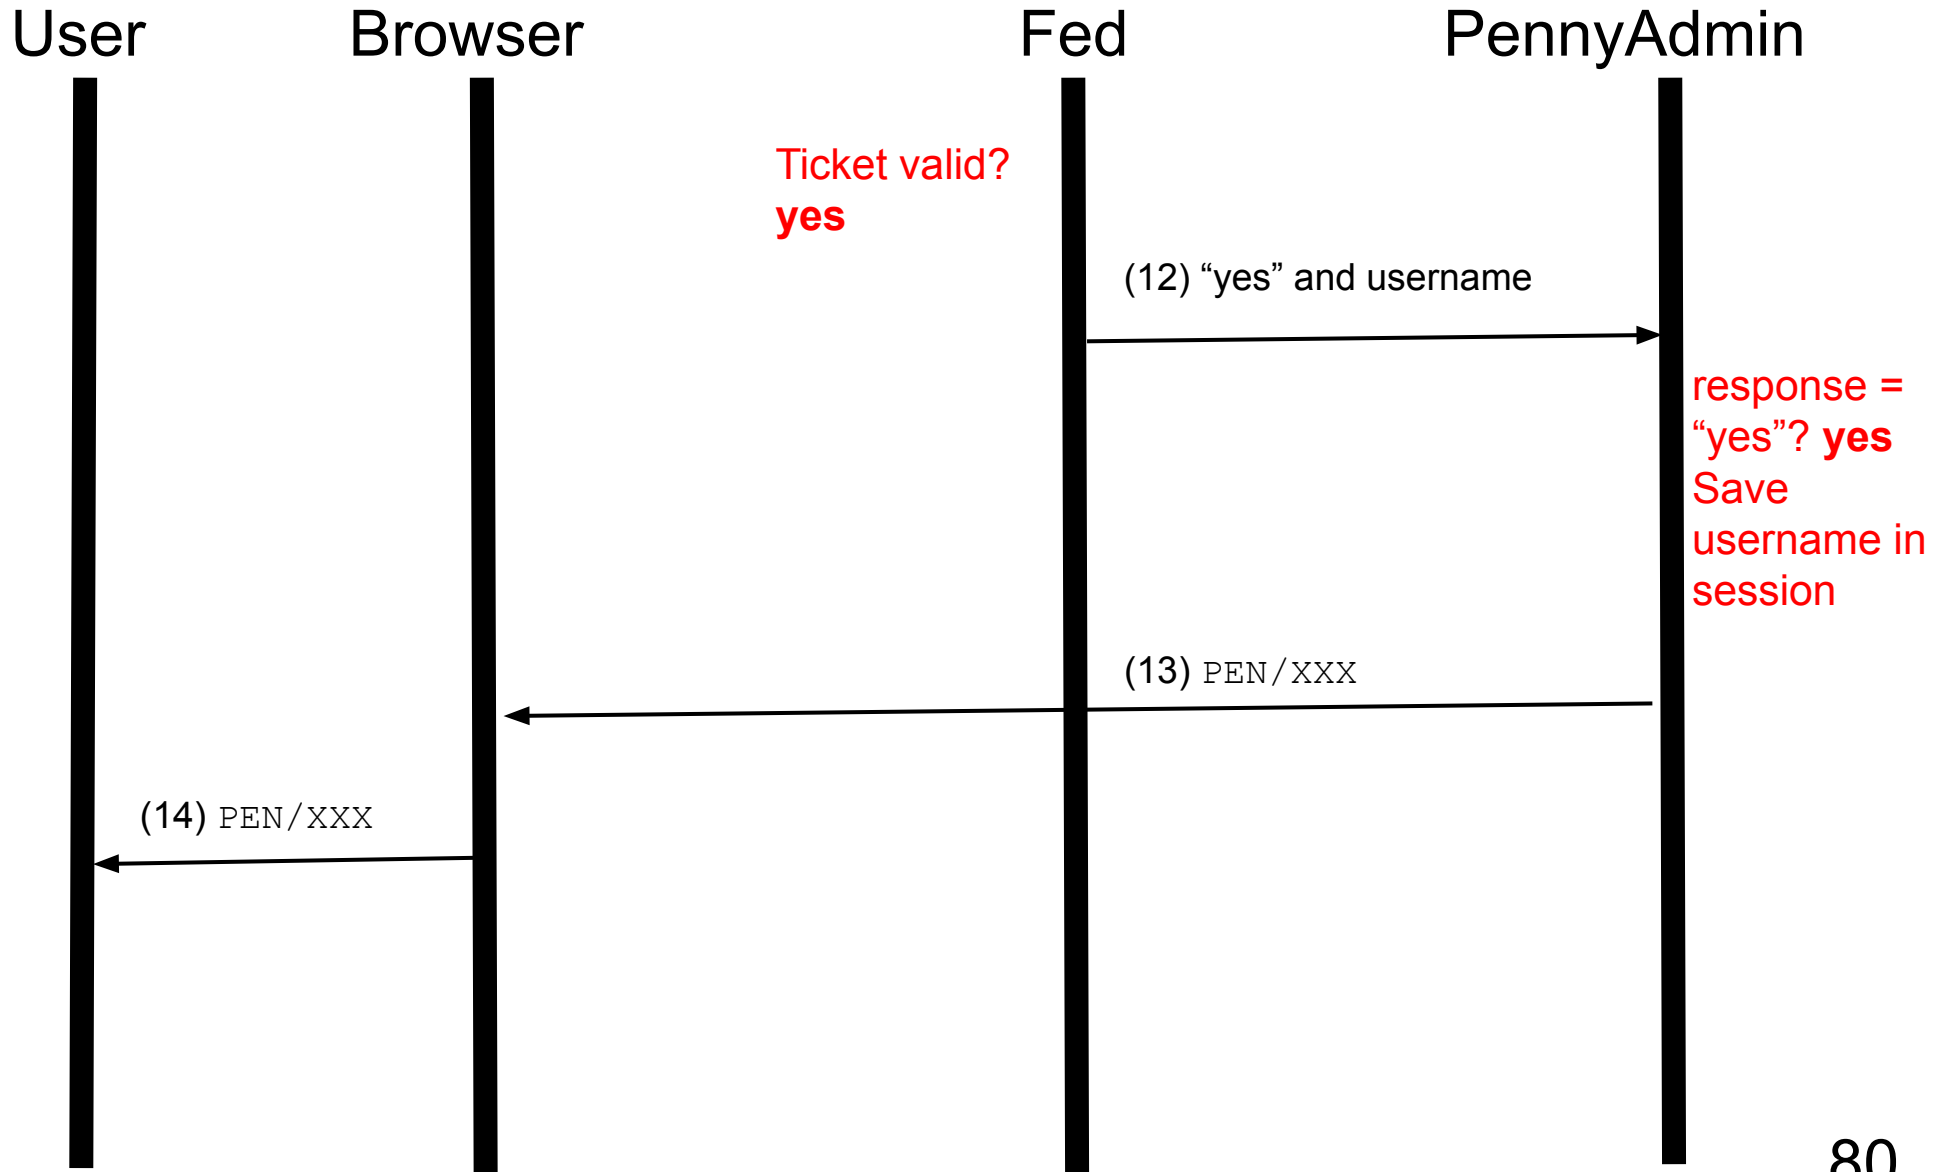 User
Browser
Fed
PennyAdmin
Ticket valid?
yes
(12) “yes” and username
response =
“yes”? yes
Save
username in
session
(13) PEN/XXX
(14) PEN/XXX
80